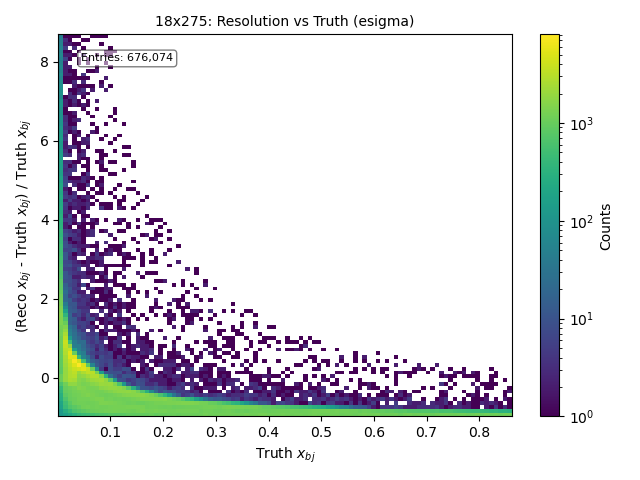 18x275: Resolution vs Truth (esigma)
Entries: 676,074
(Reco x_bj - Truth x_bj) / Truth x_bj
8
6
4
2
0
0.1 0.2 0.3 0.4 0.5 0.6 0.7 0.8
Truth x_bj
10^3
10^2
10^1
10^0
Counts